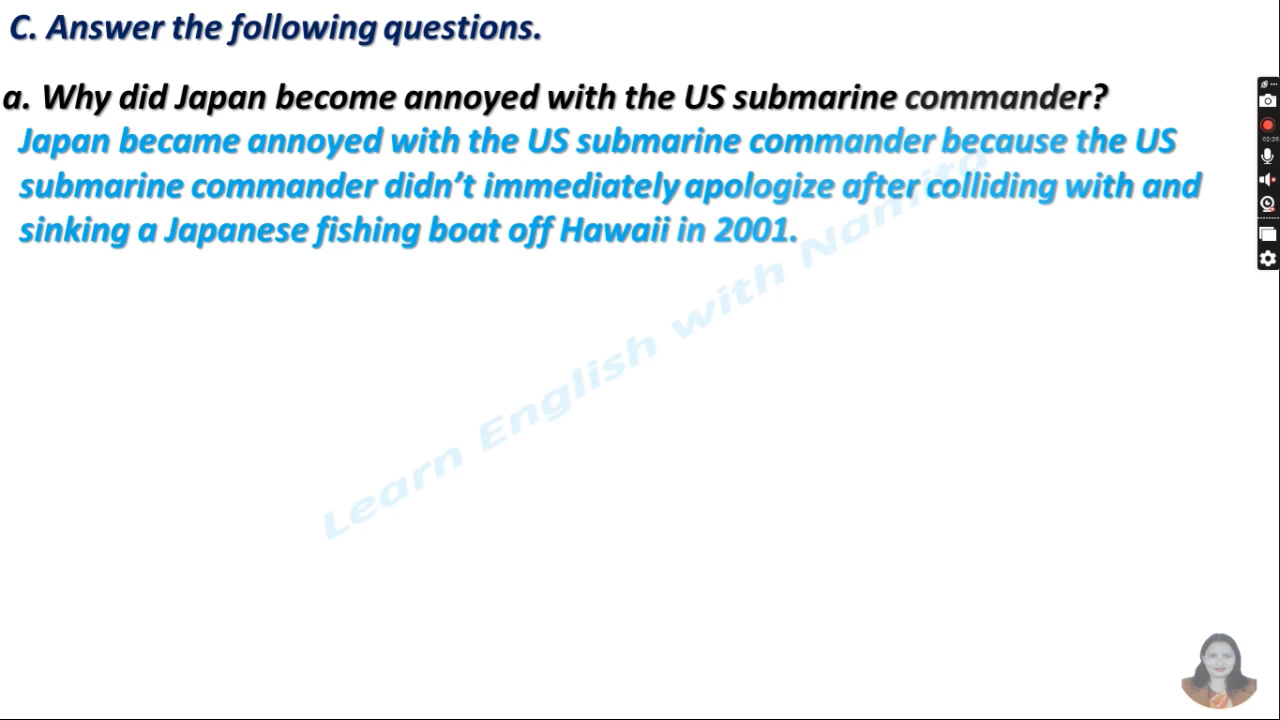 C. Answer the following questions.
a. Why did Japan become annoyed with the US submarine commander?
Japan became annoyed with the US submarine commander because the US
submarine commander didn't immediately apologize after colliding with and
sinking a Japanese fishing boat off Hawaii in 2001.
Learn English with Namita